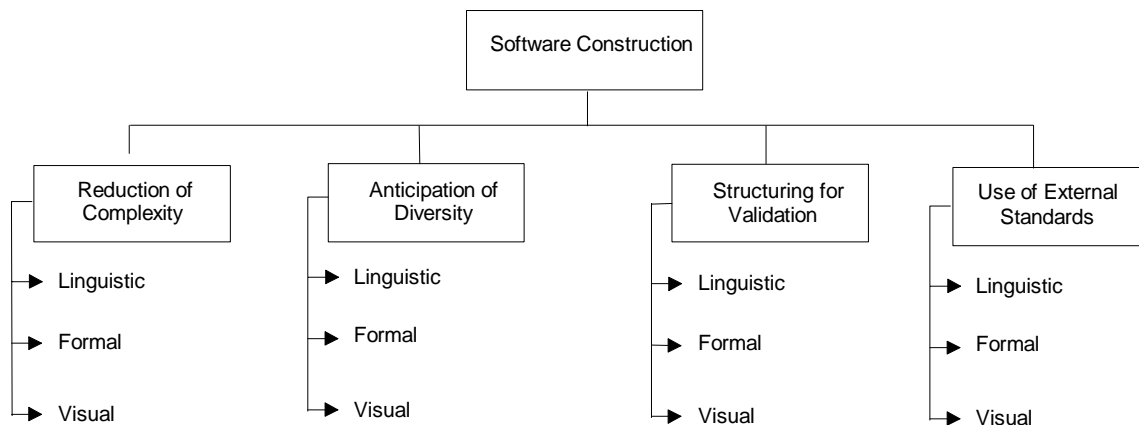 Software Construction
Reduction of
Complexity
Linguistic
Formal
Visual
Anticipation of
Diversity
Linguistic
Formal
Visual
Structuring for
Validation
Linguistic
Formal
Visual
Use of External
Standards
Linguistic
Formal
Visual